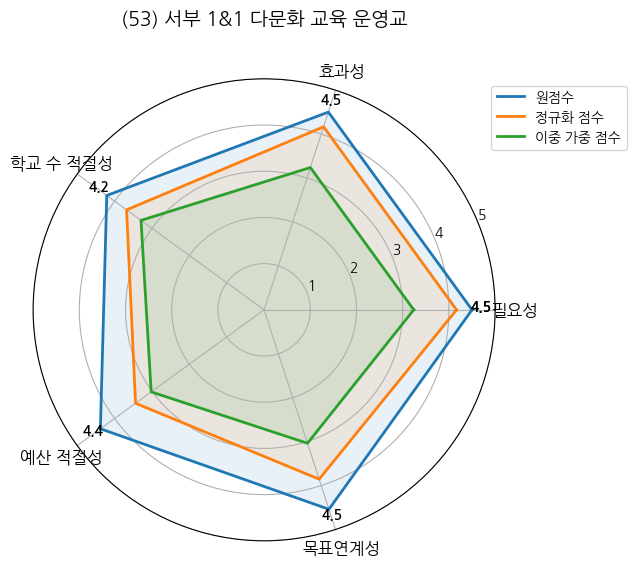 (53) 서부 1&1 다문화 교육 운영교
효과성
4.5
원점수
정규화 점수
이중 가중 점수
학교 수 적절성
4.2
5
4
3
2
1
4.5
필요성
4.4
예산 적절성
4.5
목표연계성